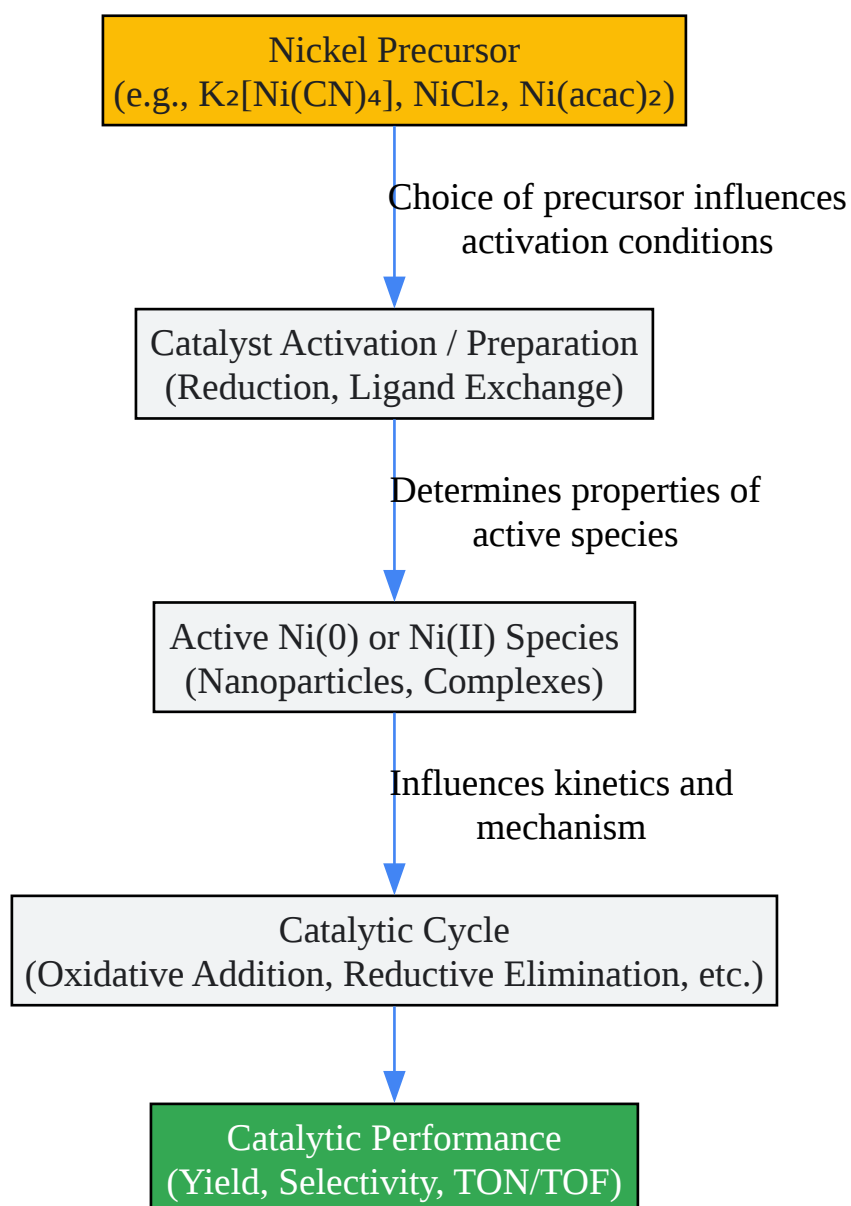 Nickel Precursor
(e.g., K₂[Ni(CN)₄], NiCl₂, Ni(acac)₂)
Choice of precursor influences
activation conditions
Catalyst Activation / Preparation
(Reduction, Ligand Exchange)
Determines properties of
active species
Active Ni(0) or Ni(II) Species
(Nanoparticles, Complexes)
Influences kinetics and
mechanism
Catalytic Cycle
(Oxidative Addition, Reductive Elimination, etc.)
Catalytic Performance
(Yield, Selectivity, TON/TOF)